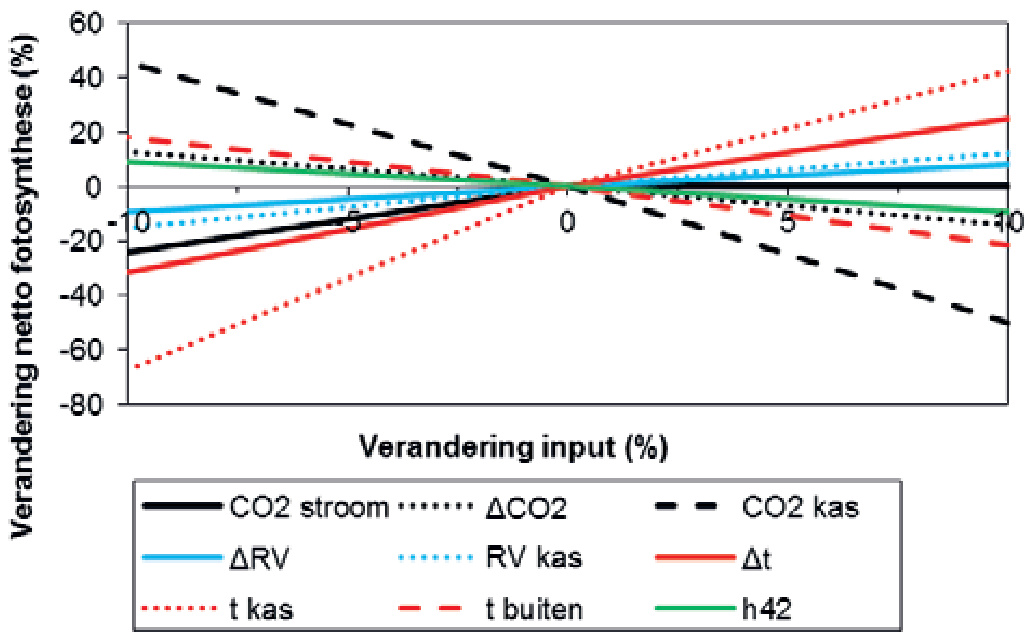 Verandering netto fotosynthese (%)
60
40
20
0
-20
-40
-60
-80
-10
-5
0
5
10
Verandering input (%)
CO2 stroom
ΔCO2
CO2 kas
ΔRV
RV kas
Δt
t kas
t buiten
h42